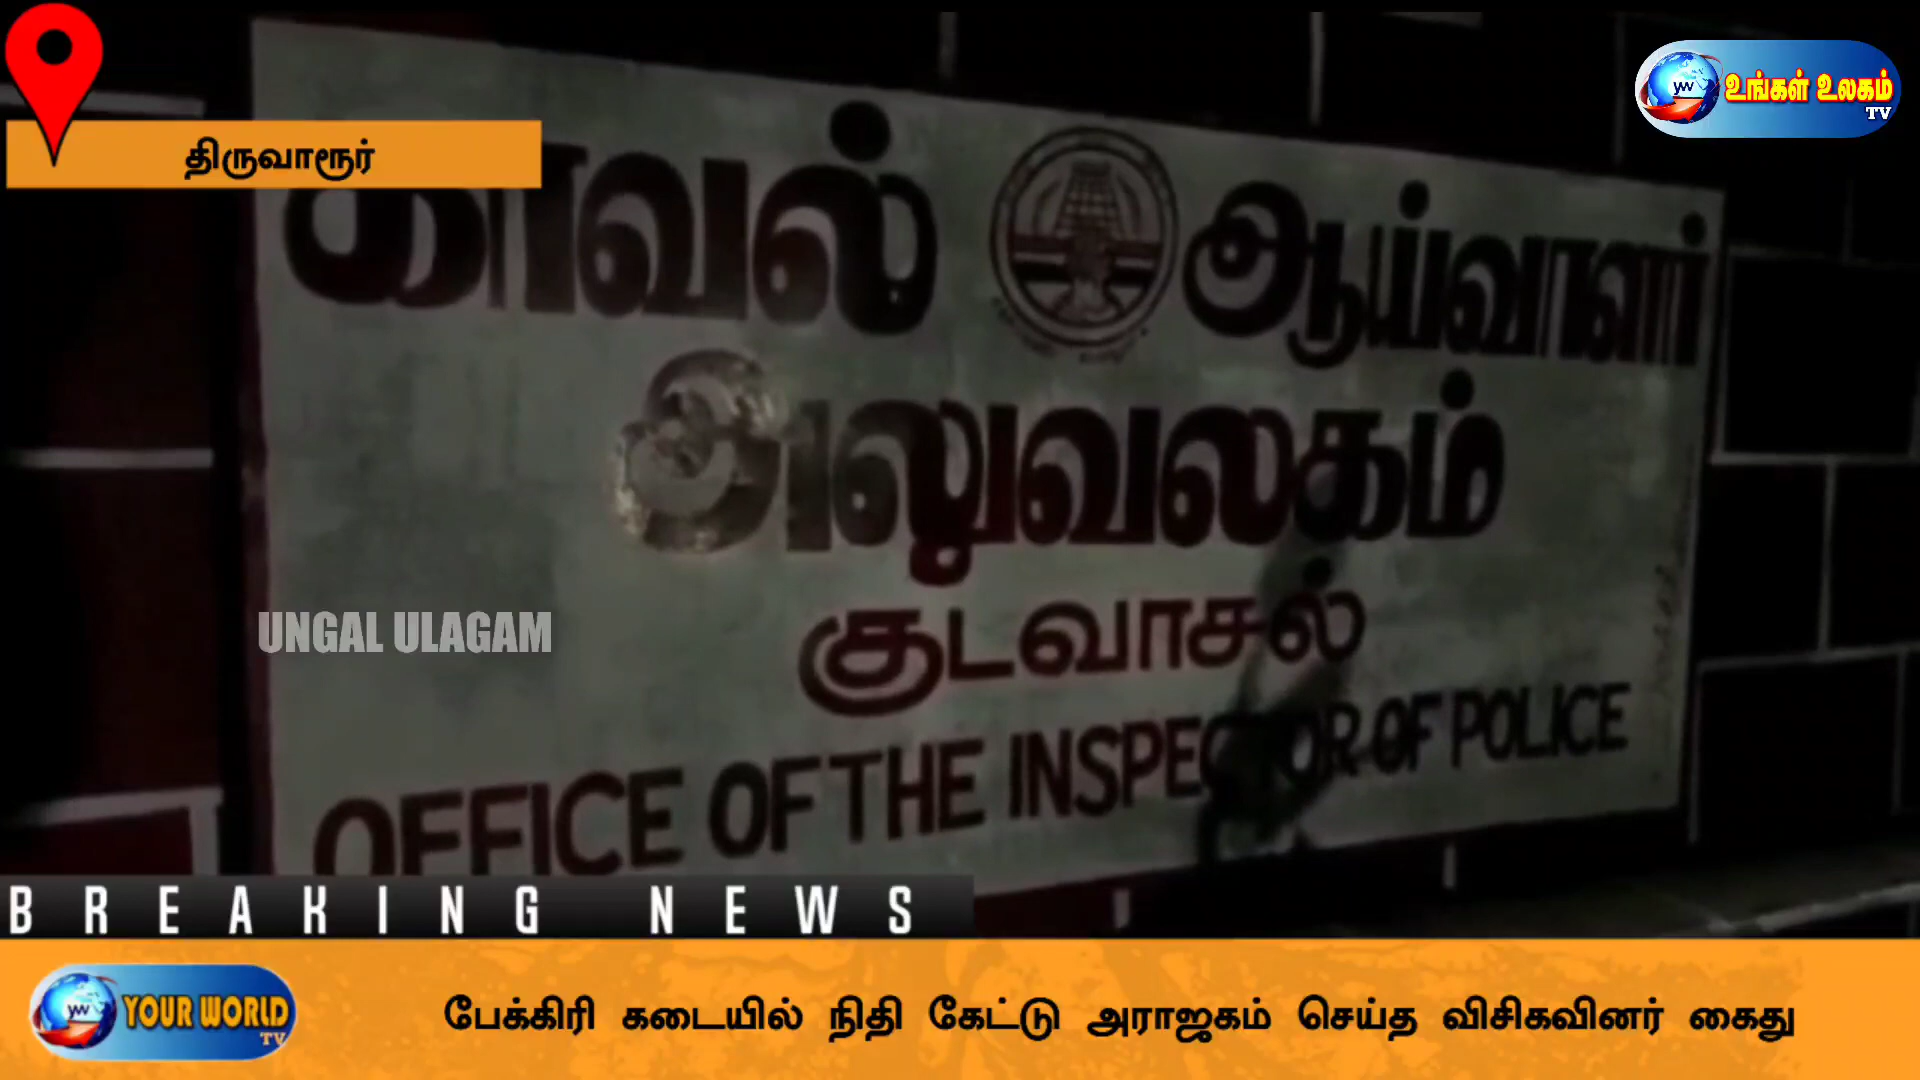 திருவாரூர்
உங்கள் உலகம்
TV
காவல் ஆய்வாளர்
அலுவலகம்
குடவாசல்
OFFICE OF THE INSPECTOR OF POLICE
UNGAL ULAGAM
BREAKING NEWS
yw YOUR WORLD
TV
பேக்கிரி கடையில் நிதி கேட்டு அராஜகம் செய்த விசிகவினர் கைது